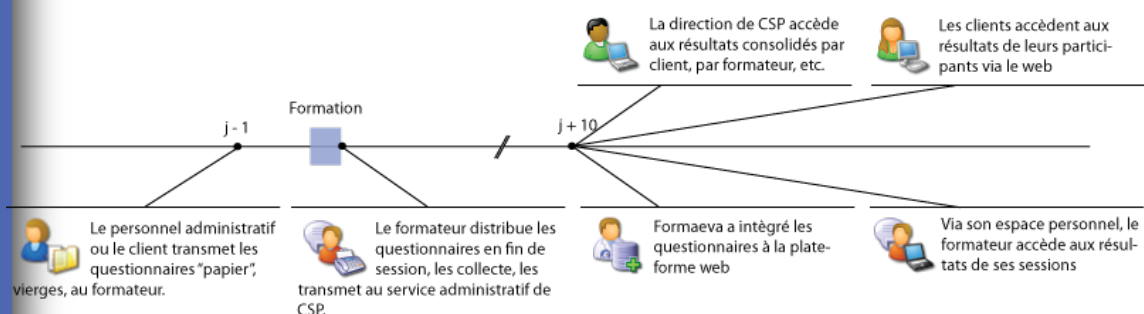 La direction de CSP accède
aux résultats consolidés par
client, par formateur, etc.
Les clients accèdent aux
résultats de leurs partici-
pants via le web
Formation
j - 1
j + 10
Le personnel administratif
ou le client transmet les
questionnaires "papier",
vierges, au formateur.
Le formateur distribue les
questionnaires en fin de
session, les collecte, les
transmet au service administratif de
CSP.
Formaeva a intègré les
questionnaires à la plate-
forme web
Via son espace personnel, le
formateur accède aux résul-
tats de ses sessions